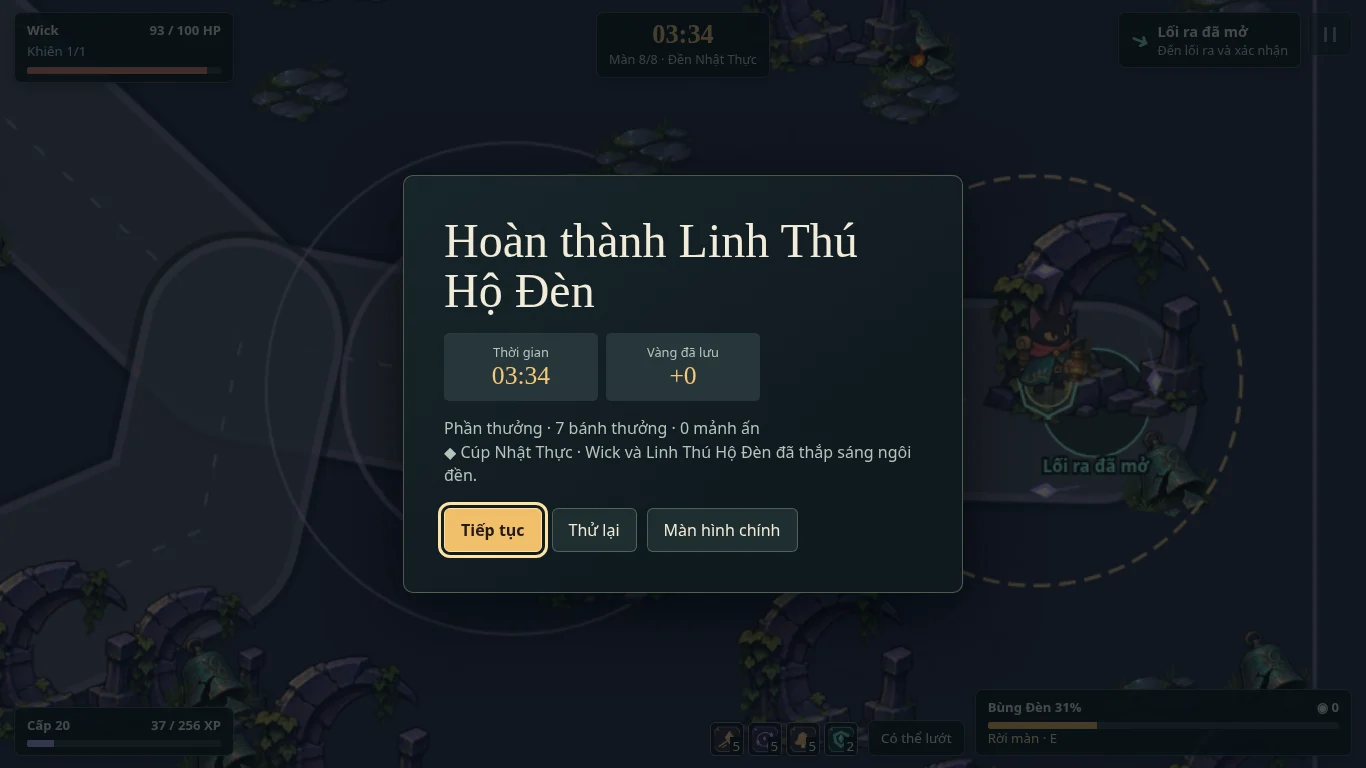 Wick 93 / 100 HP
Khiên 1/1
03:34
Màn 8/8 · Đền Nhật Thực
Lối ra đã mở
Đến lối ra và xác nhận
Hoàn thành Linh Thú
Hộ Đèn
Thời gian
03:34
Vàng đã lưu
+0
Phần thưởng · 7 bánh thưởng · 0 mảnh ấn
◆ Cúp Nhật Thực · Wick và Linh Thú Hộ Đèn đã thắp sáng ngôi
đền.
Tiếp tục
Thử lại
Màn hình chính
Lối ra đã mở
Cấp 20 37 / 256 XP
5
5
5
2
Có thể lướt
Bùng Đèn 31% ◉ 0
Rời màn · E